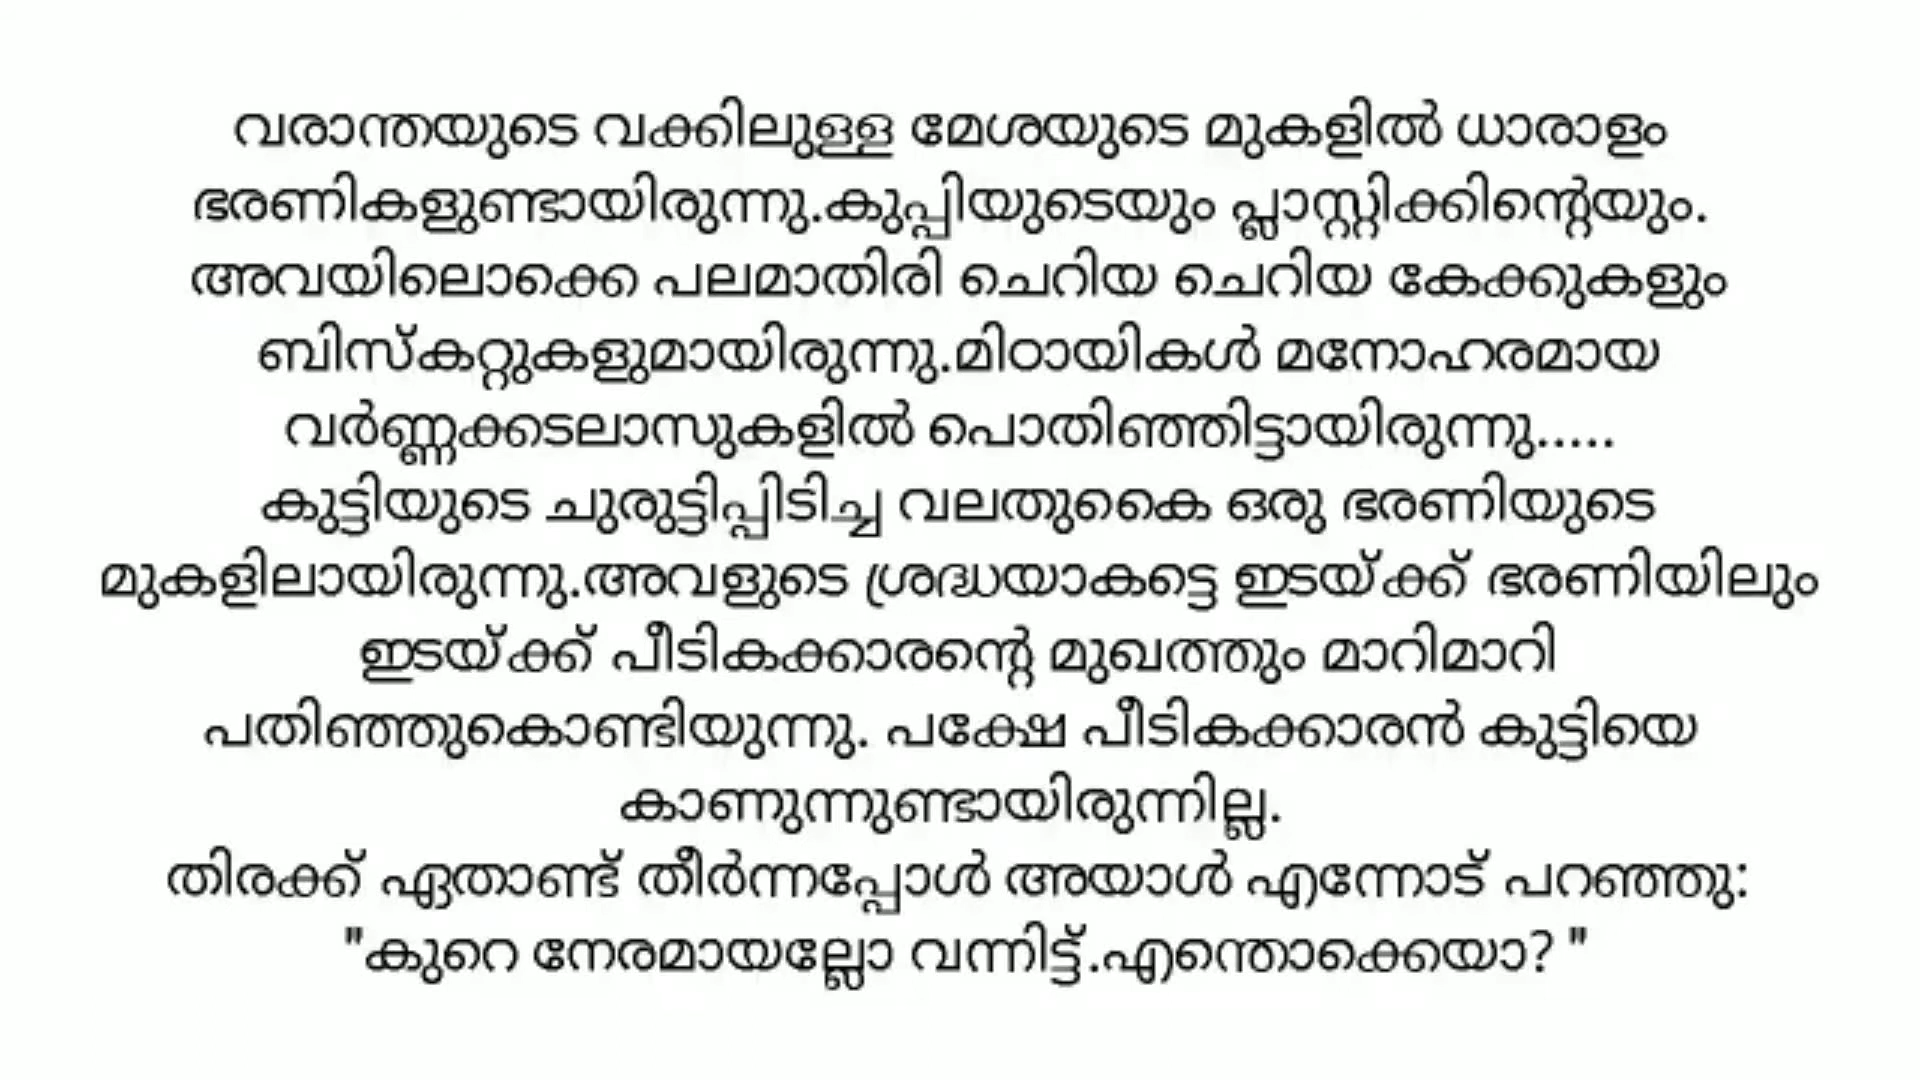 വരാന്തയുടെ വക്കിലുള്ള മേശയുടെ മുകളിൽ ധാരാളം
ഭരണികളുണ്ടായിരുന്നു.കുപ്പിയുടെയും പ്ലാസ്റ്റിക്കിന്റെയും.
അവയിലൊക്കെ പലമാതിരി ചെറിയ ചെറിയ കേക്കുകളും
ബിസ്കറ്റുകളുമായിരുന്നു.മിഠായികൾ മനോഹരമായ
വർണ്ണക്കടലാസുകളിൽ പൊതിഞ്ഞിട്ടായിരുന്നു.....
കുട്ടിയുടെ ചുരുട്ടിപ്പിടിച്ച വലതുകൈ ഒരു ഭരണിയുടെ
മുകളിലായിരുന്നു.അവളുടെ ശ്രദ്ധയാകട്ടെ ഇടയ്ക്ക് ഭരണിയിലും
ഇടയ്ക്ക് പീടികക്കാരന്റെ മുഖത്തും മാറിമാറി
പതിഞ്ഞുകൊണ്ടിയുന്നു. പക്ഷേ പീടികക്കാരൻ കുട്ടിയെ
കാണുന്നുണ്ടായിരുന്നില്ല.
തിരക്ക് ഏതാണ്ട് തീർന്നപ്പോൾ അയാൾ എന്നോട് പറഞ്ഞു:
"കുറെ നേരമായല്ലോ വന്നിട്ട്.എന്തൊക്കെയാ? "